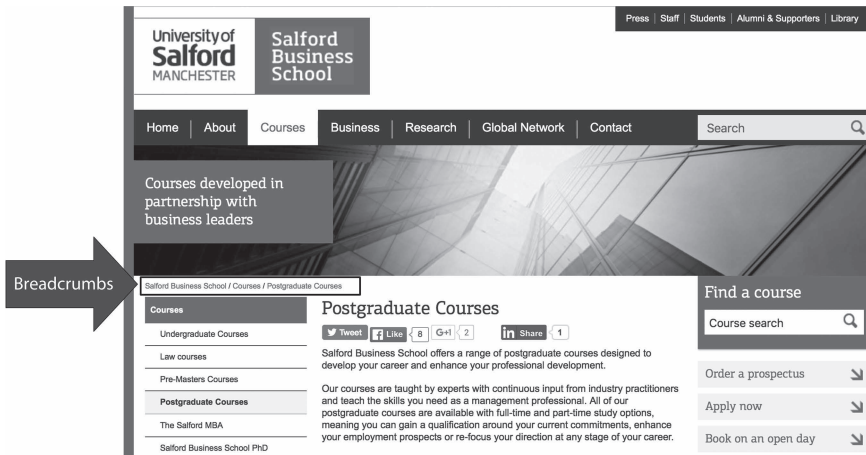 Press | Staff | Students | Alumni & Supporters | Library
University of
Salford
MANCHESTER
Salford
Business
School
Home | About | Courses | Business | Research | Global Network | Contact
Search
Courses developed in
partnership with
business leaders
Breadcrumbs
Salford Business School / Courses / Postgraduate Courses
Courses
Undergraduate Courses
Law courses
Pre-Masters Courses
Postgraduate Courses
The Salford MBA
Salford Business School PhD
Postgraduate Courses
Tweet Like 8 G+1 2 in Share 1
Salford Business School offers a range of postgraduate courses designed to
develop your career and enhance your professional development.
Our courses are taught by experts with continuous input from industry practitioners
and teach the skills you need as a management professional. All of our
postgraduate courses are available with full-time and part-time study options,
meaning you can gain a qualification around your current commitments, enhance
your employment prospects or re-focus your direction at any stage of your career.
Find a course
Course search
Order a prospectus
Apply now
Book on an open day